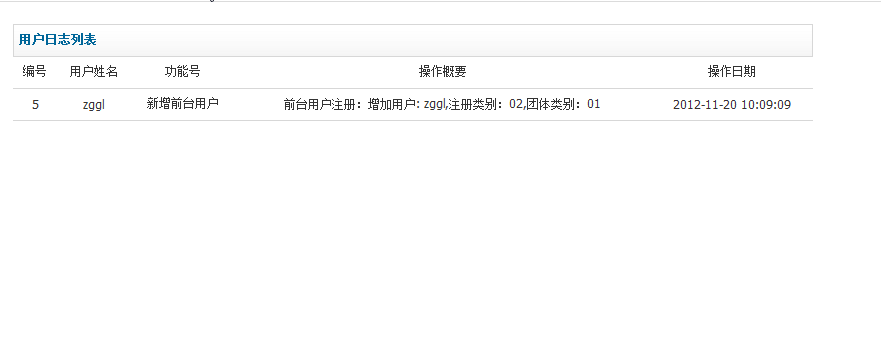 用户日志列表
编号 用户姓名 功能号 操作概要 操作日期
5 zggl 新增前台用户 前台用户注册：增加用户: zggl,注册类别：02,团体类别：01 2012-11-20 10:09:09